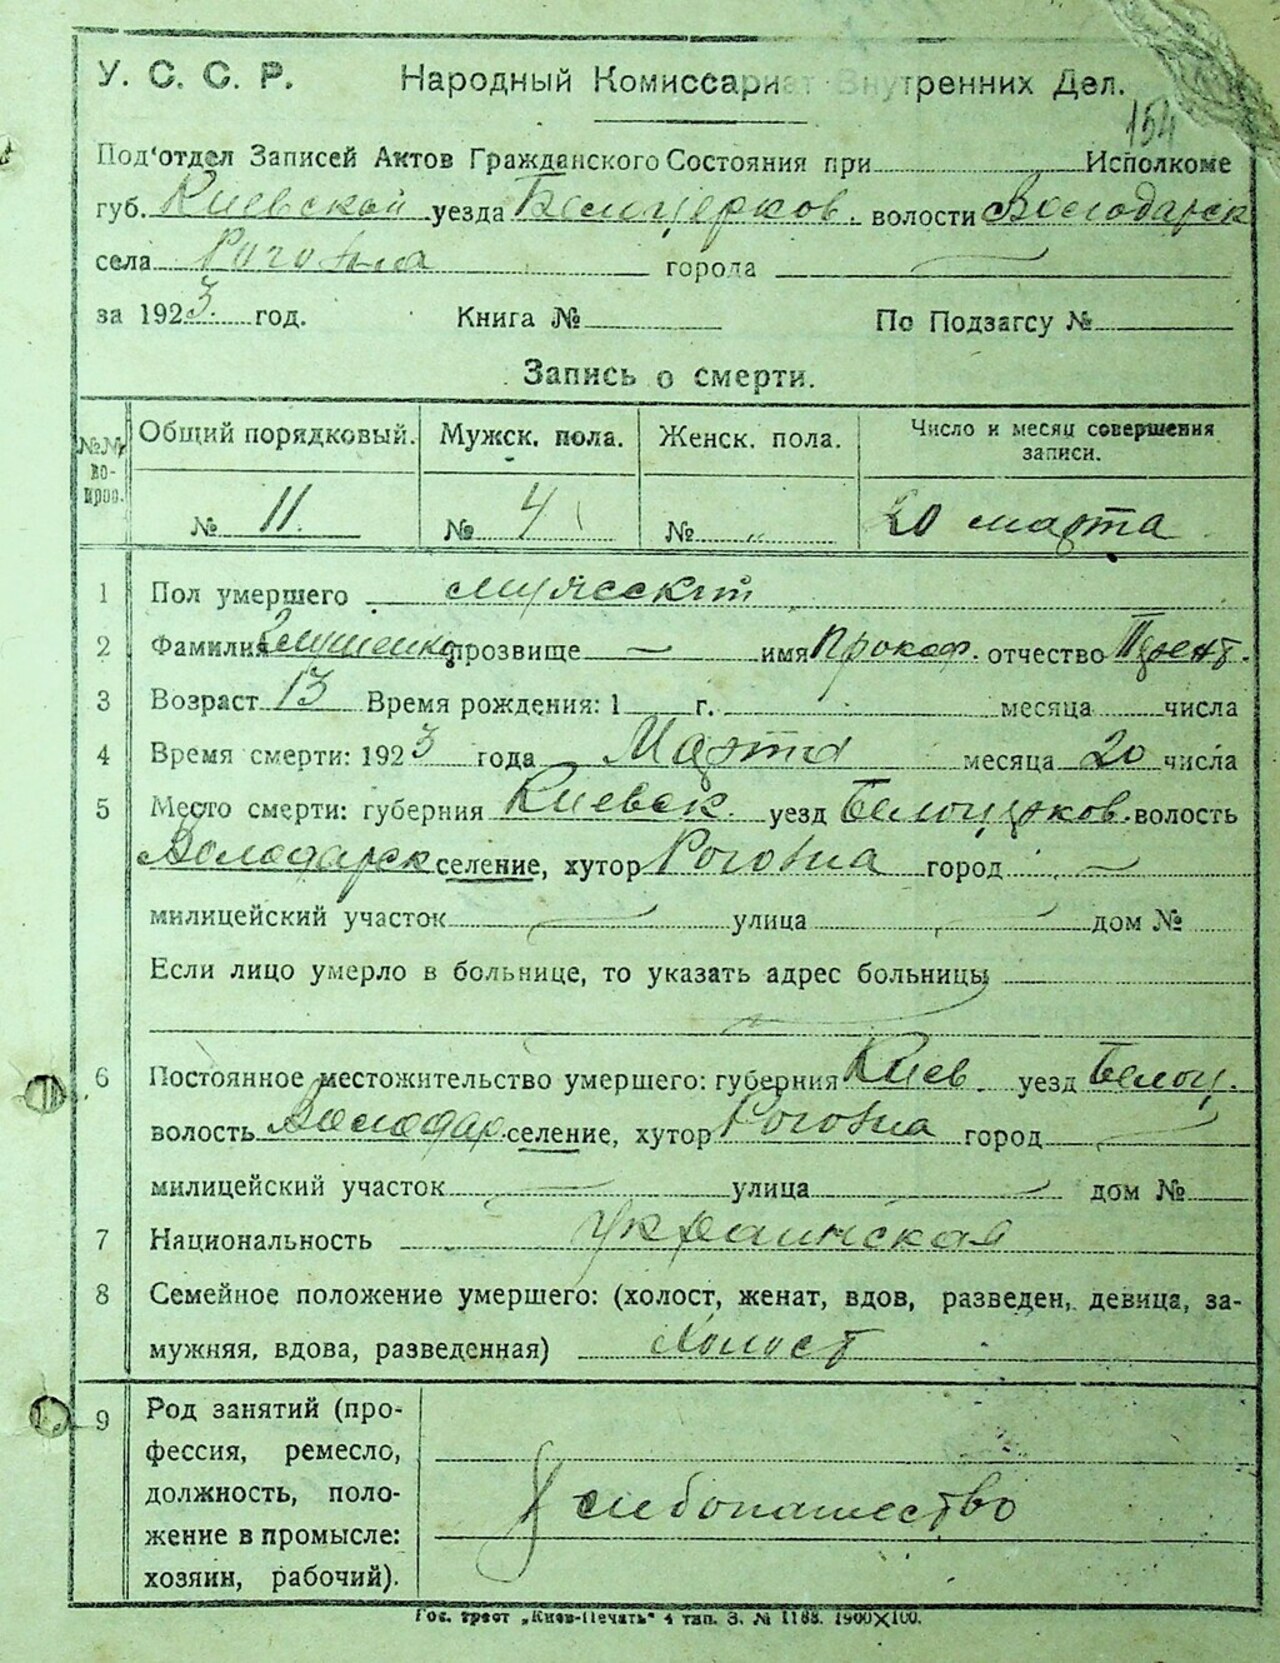 154
У. С. С. Р. Народный Комиссариат Внутренних Дел.
Под'отдел Записей Актов Гражданского Состояния при Исполкоме
губ. Киевской уезда Белоцерков. волости Володарск
села Роговна города —
за 1923. год. Книга № По Подзагсу №
Запись о смерти.
№№ во- прос. Общий порядковый. Мужск. пола. Женск. пола. Число и месяц совершения записи.
№ 11. № 4 № „ 20 марта
1 Пол умершего мужеский
2 Фамилия прозвище — имя Прокоф. отчество
3 Возраст 13 Время рождения: 1 г. месяца числа
4 Время смерти: 1923 года Марта месяца 20 числа
5 Место смерти: губерния Киевск. уезд Белоцерков. волость
Володарск селение, хутор город —
милицейский участок — улица — дом №
Если лицо умерло в больнице, то указать адрес больницы
—
6 Постоянное местожительство умершего: губерния Киев. уезд Белоц.
волость Володар. селение, хутор город —
милицейский участок — улица — дом №
7 Национальность Украинская
8 Семейное положение умершего: (холост, женат, вдов, разведен, девица, за-
мужняя, вдова, разведенная) Холост
9 Род занятий (про-
фессия, ремесло,
должность, поло-
жение в промысле:
хозяин, рабочий).
Гос. трест „Киев-Печать" 4 тип. З. № 1188. 1900×100.